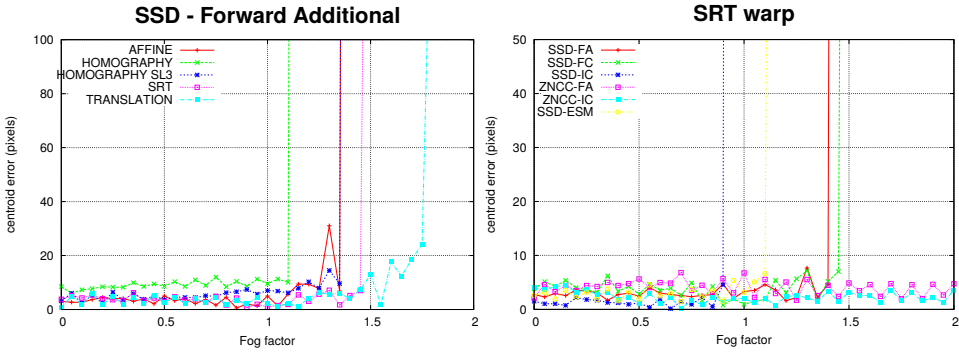 SSD - Forward Additional
100
80
60
40
20
0
centroid error (pixels)
AFFINE
HOMOGRAPHY
HOMOGRAPHY SL3
SRT
TRANSLATION
0
0.5
1
1.5
2
Fog factor
SRT warp
50
40
30
20
10
0
centroid error (pixels)
SSD-FA
SSD-FC
SSD-IC
ZNCC-FA
ZNCC-IC
SSD-ESM
0
0.5
1
1.5
2
Fog factor